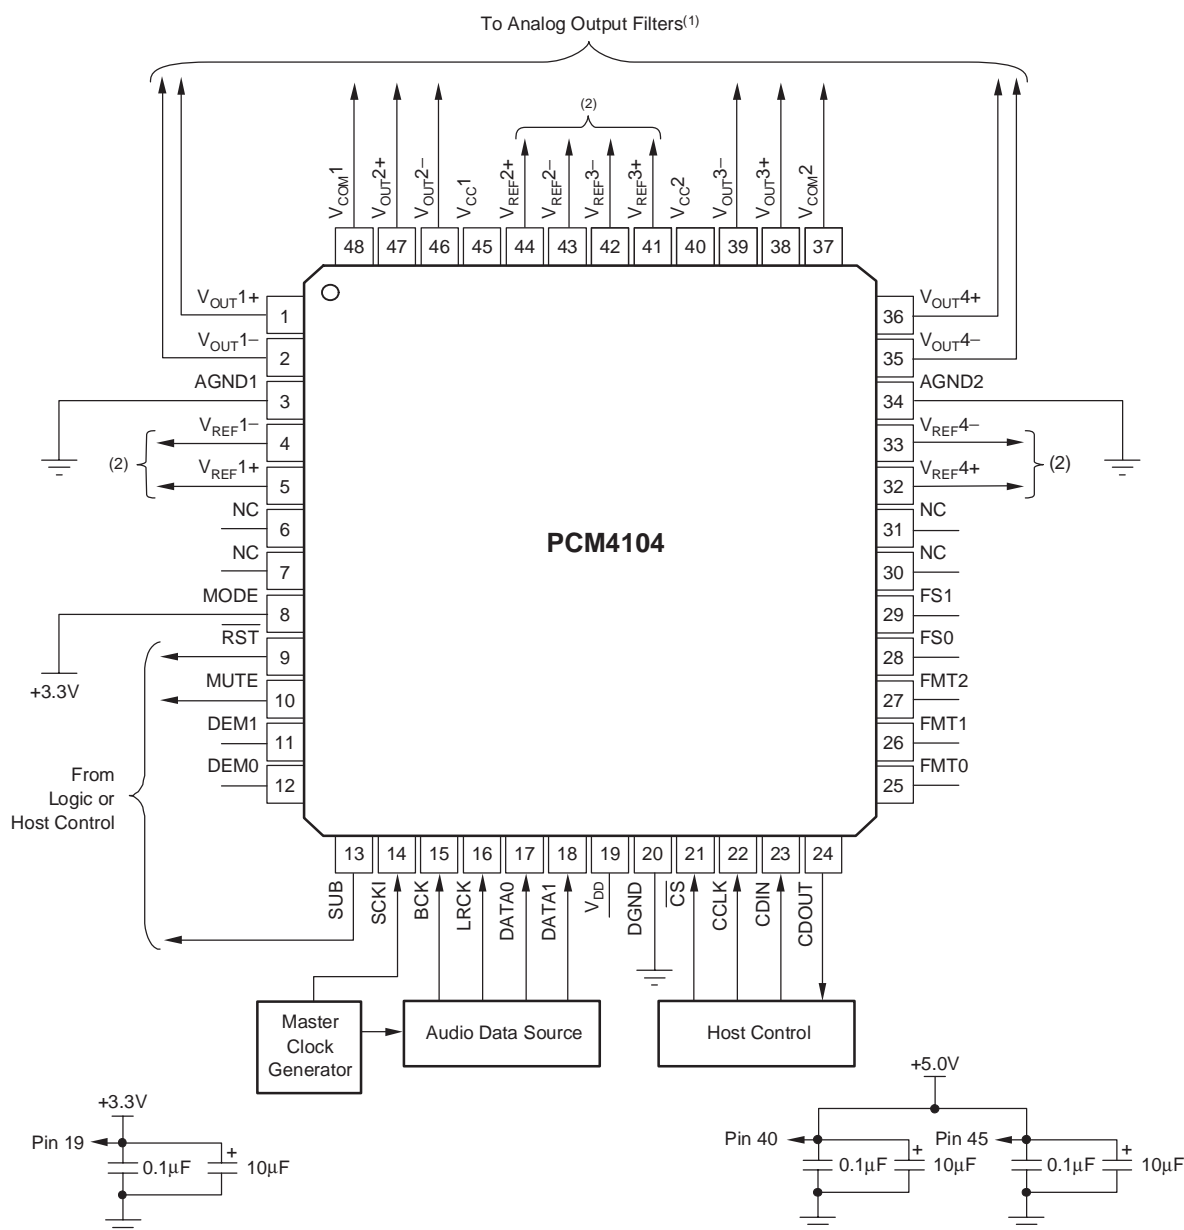 To Analog Output Filters(1)
(2)
VCOM1
VOUT2+
VOUT2−
VCC1
VREF2+
VREF2−
VREF3−
VREF3+
VCC2
VOUT3−
VOUT3+
VCOM2
48 47 46 45 44 43 42 41 40 39 38 37
VOUT1+ 1
VOUT1− 2
AGND1 3
VREF1− 4
(2)
VREF1+ 5
NC 6
NC 7
MODE 8
+3.3V
RST 9
MUTE 10
DEM1 11
DEM0 12
From
Logic or
Host Control
PCM4104
36 VOUT4+
35 VOUT4−
34 AGND2
33 VREF4−
(2)
32 VREF4+
31 NC
30 NC
29 FS1
28 FS0
27 FMT2
26 FMT1
25 FMT0
13 14 15 16 17 18 19 20 21 22 23 24
SUB
SCKI
BCK
LRCK
DATA0
DATA1
VDD
DGND
CS
CCLK
CDIN
CDOUT
Master
Clock
Generator
Audio Data Source
Host Control
+3.3V
Pin 19
0.1µF
+
10µF
+5.0V
Pin 40
0.1µF
+
10µF
Pin 45
0.1µF
+
10µF